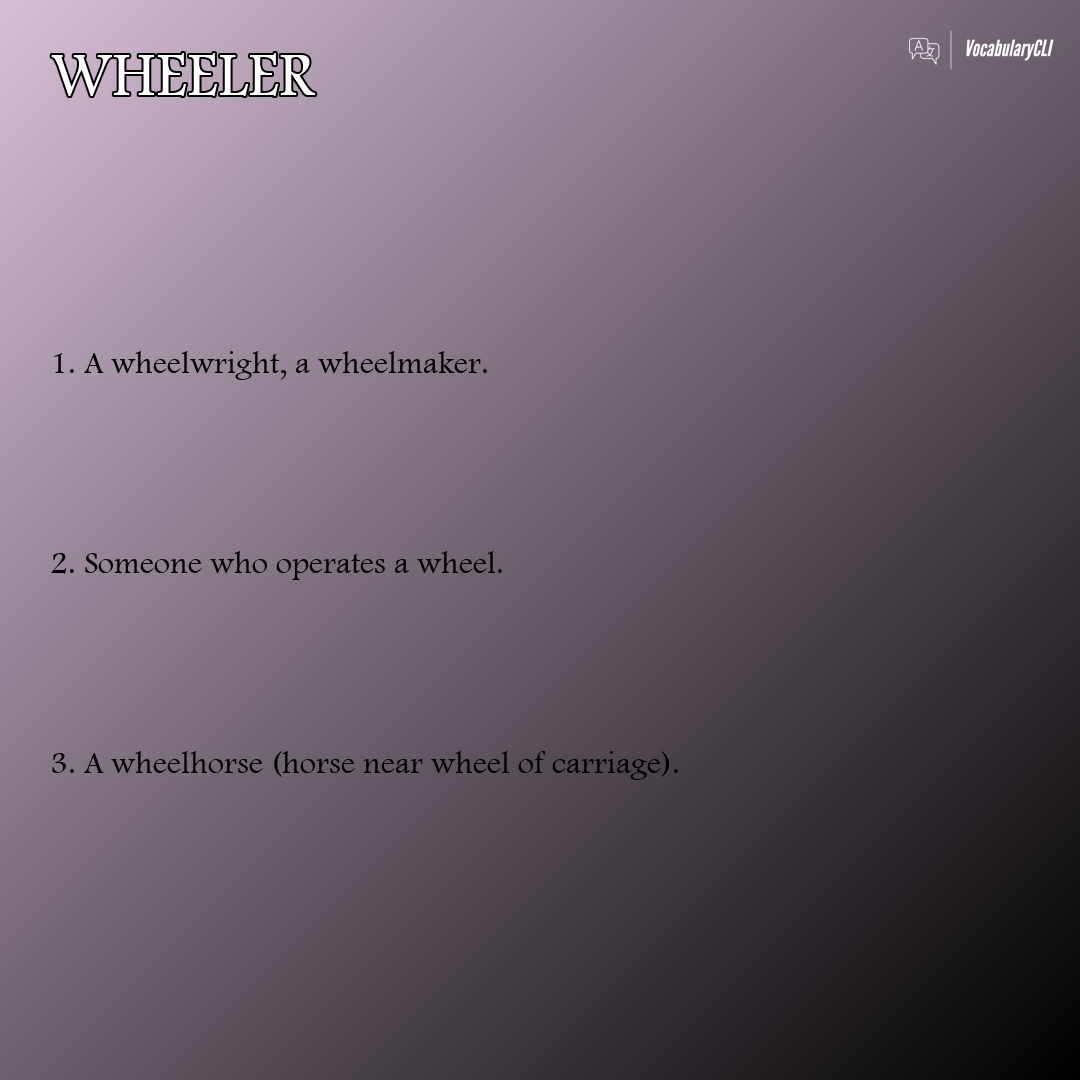 WHEELER
VocabularyCLI
1. A wheelwright, a wheelmaker.
2. Someone who operates a wheel.
3. A wheelhorse (horse near wheel of carriage).